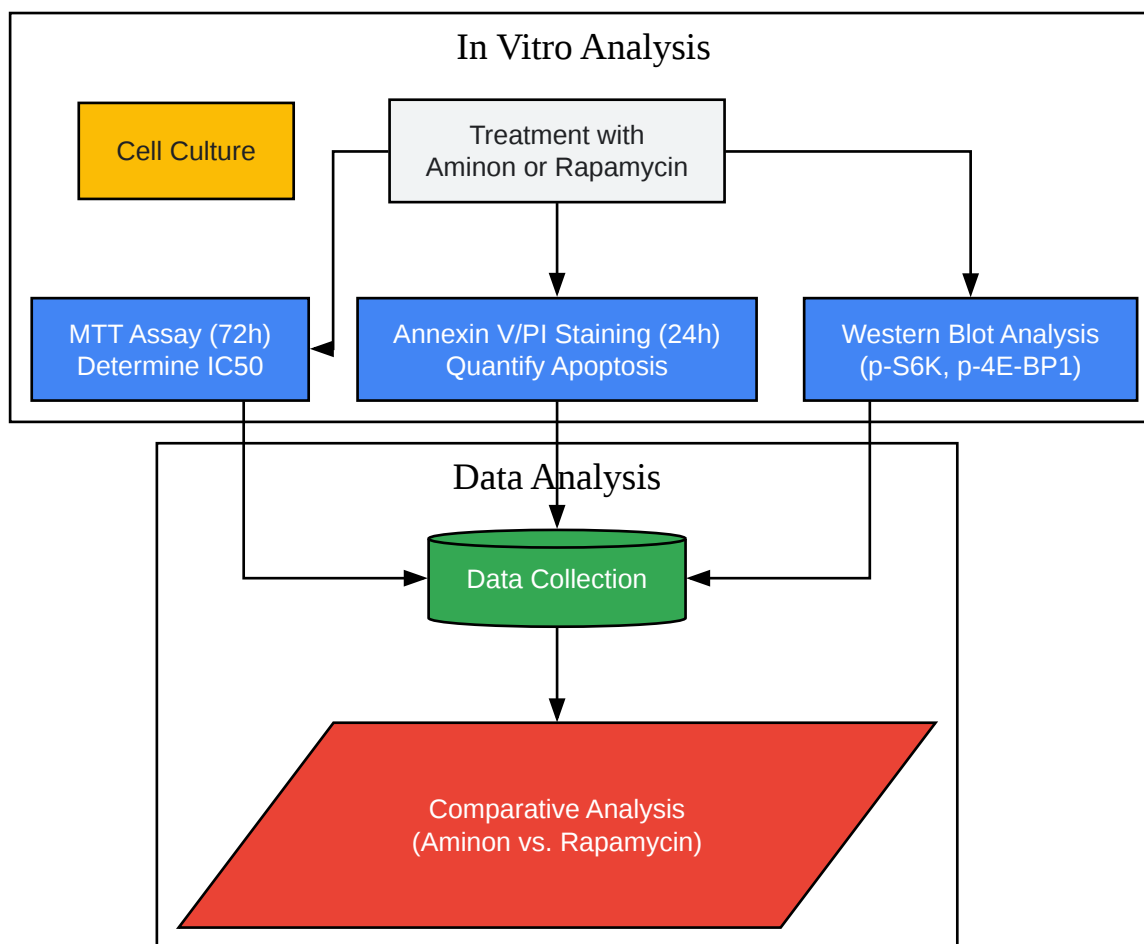 In Vitro Analysis
Cell Culture
Treatment with
Aminon or Rapamycin
MTT Assay (72h)
Determine IC50
Annexin V/PI Staining (24h)
Quantify Apoptosis
Western Blot Analysis
(p-S6K, p-4E-BP1)
Data Analysis
Data Collection
Comparative Analysis
(Aminon vs. Rapamycin)